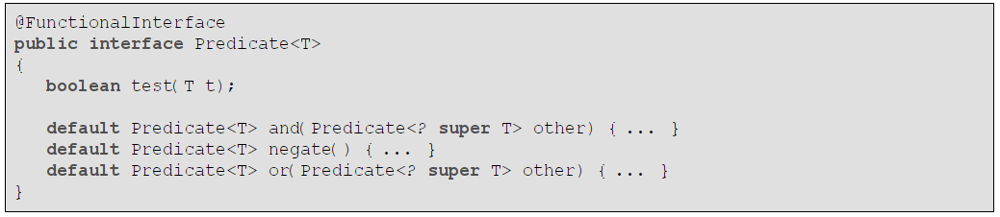 @FunctionalInterface
public interface Predicate<T>
{
boolean test( T t);
default Predicate<T> and( Predicate<? super T> other) { ... }
default Predicate<T> negate( ) { ... }
default Predicate<T> or( Predicate<? super T> other) { ... }
}